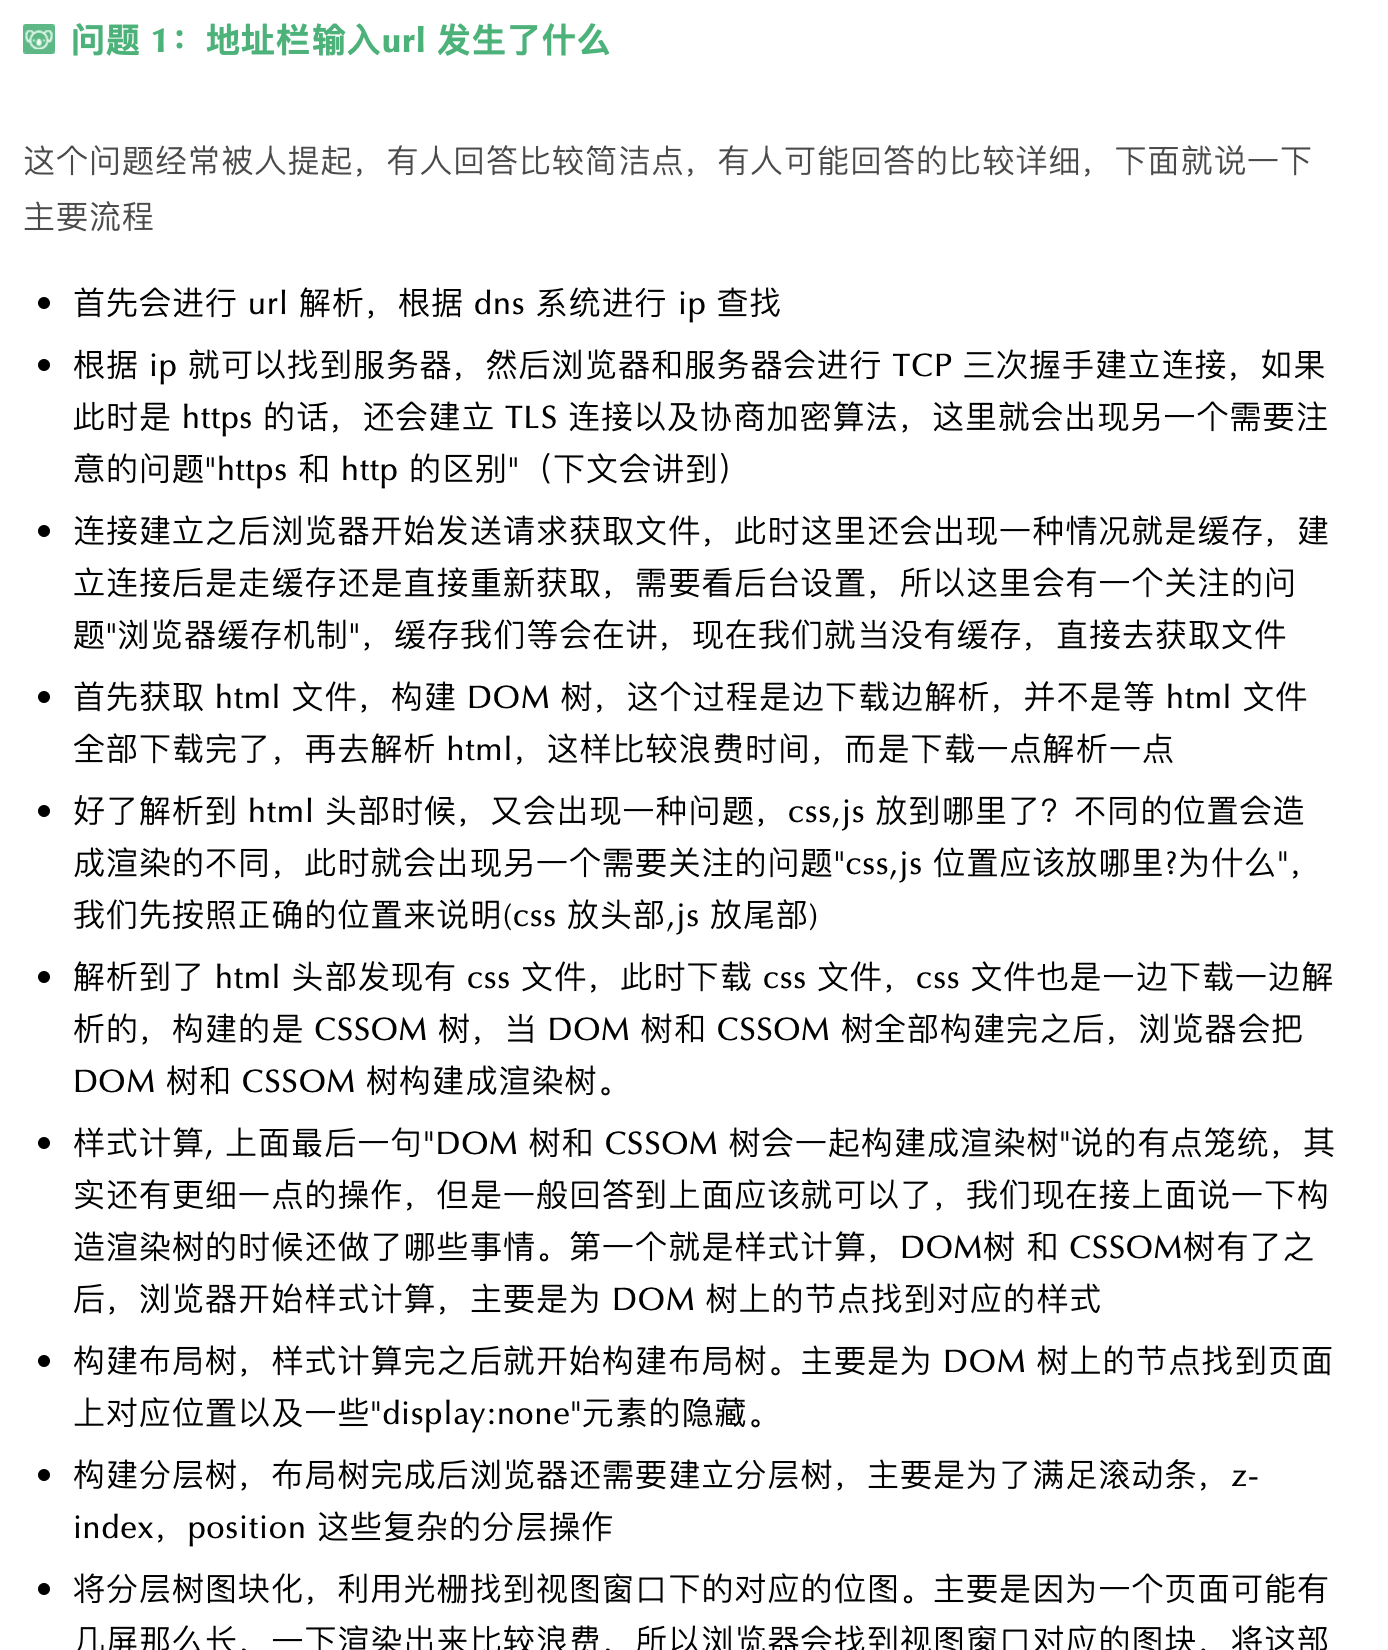 问题 1：地址栏输入url 发生了什么
这个问题经常被人提起，有人回答比较简洁点，有人可能回答的比较详细，下面就说一下
主要流程
首先会进行 url 解析，根据 dns 系统进行 ip 查找
根据 ip 就可以找到服务器，然后浏览器和服务器会进行 TCP 三次握手建立连接，如果
此时是 https 的话，还会建立 TLS 连接以及协商加密算法，这里就会出现另一个需要注
意的问题"https 和 http 的区别"（下文会讲到）
连接建立之后浏览器开始发送请求获取文件，此时这里还会出现一种情况就是缓存，建
立连接后是走缓存还是直接重新获取，需要看后台设置，所以这里会有一个关注的问
题"浏览器缓存机制"，缓存我们等会在讲，现在我们就当没有缓存，直接去获取文件
首先获取 html 文件，构建 DOM 树，这个过程是边下载边解析，并不是等 html 文件
全部下载完了，再去解析 html，这样比较浪费时间，而是下载一点解析一点
好了解析到 html 头部时候，又会出现一种问题，css,js 放到哪里了？不同的位置会造
成渲染的不同，此时就会出现另一个需要关注的问题"css,js 位置应该放哪里?为什么"，
我们先按照正确的位置来说明(css 放头部,js 放尾部)
解析到了 html 头部发现有 css 文件，此时下载 css 文件，css 文件也是一边下载一边解
析的，构建的是 CSSOM 树，当 DOM 树和 CSSOM 树全部构建完之后，浏览器会把
DOM 树和 CSSOM 树构建成渲染树。
样式计算, 上面最后一句"DOM 树和 CSSOM 树会一起构建成渲染树"说的有点笼统，其
实还有更细一点的操作，但是一般回答到上面应该就可以了，我们现在接上面说一下构
造渲染树的时候还做了哪些事情。第一个就是样式计算，DOM树 和 CSSOM树有了之
后，浏览器开始样式计算，主要是为 DOM 树上的节点找到对应的样式
构建布局树，样式计算完之后就开始构建布局树。主要是为 DOM 树上的节点找到页面
上对应位置以及一些"display:none"元素的隐藏。
构建分层树，布局树完成后浏览器还需要建立分层树，主要是为了满足滚动条，z-
index，position 这些复杂的分层操作
将分层树图块化，利用光栅找到视图窗口下的对应的位图。主要是因为一个页面可能有
几屏那么长，一下渲染出来比较浪费，所以浏览器会找到视图窗口对应的图块，将这部